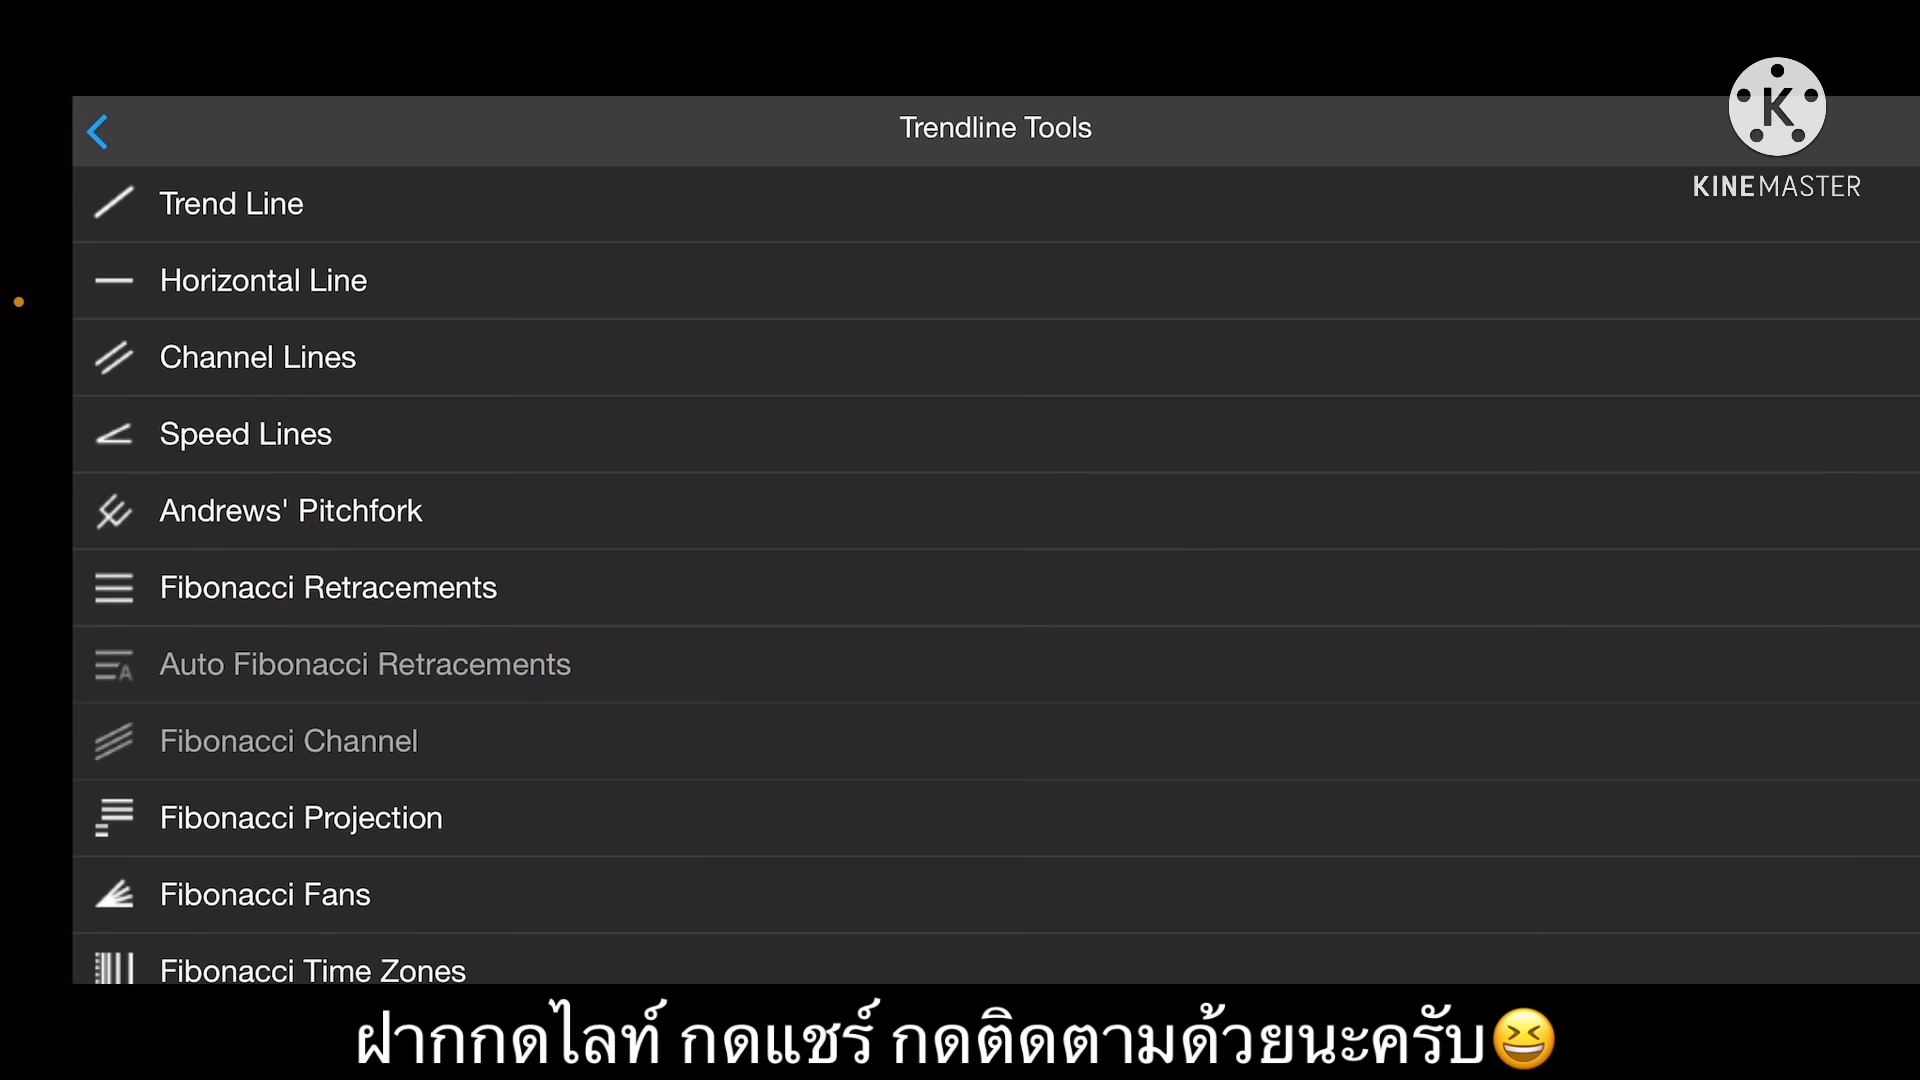 Trendline Tools
K
KINEMASTER
Trend Line
Horizontal Line
Channel Lines
Speed Lines
Andrews' Pitchfork
Fibonacci Retracements
A
Auto Fibonacci Retracements
Fibonacci Channel
Fibonacci Projection
Fibonacci Fans
Fibonacci Time Zones
ฝากกดไลท์ กดแชร์ กดติดตามด้วยนะครับ😆